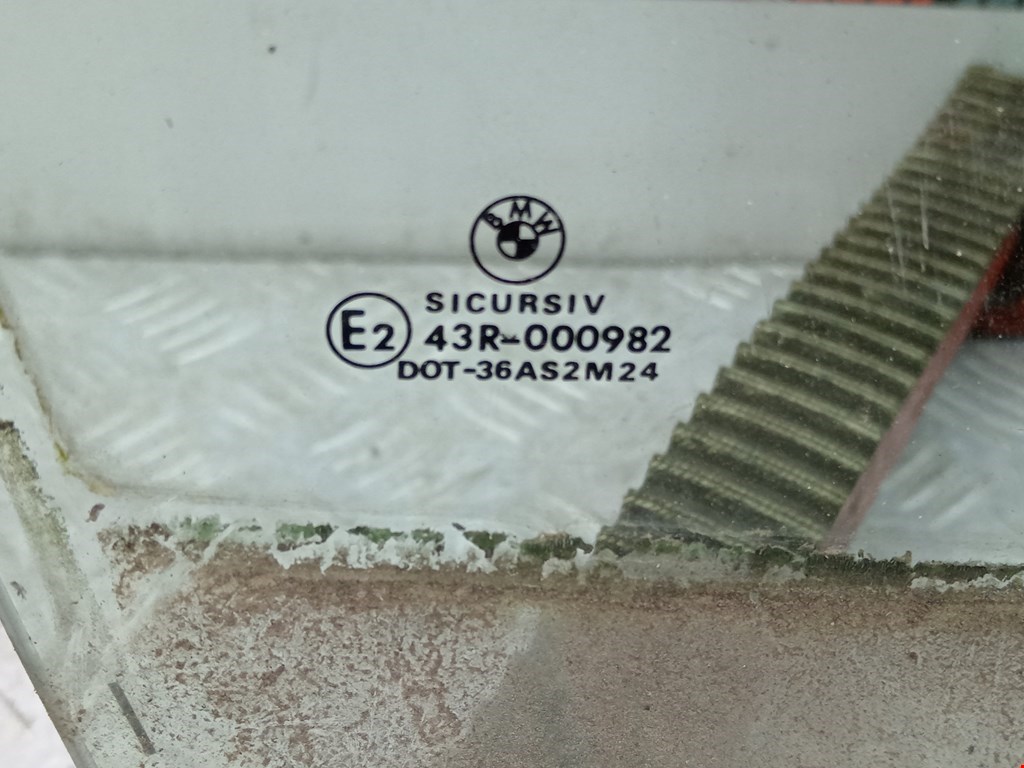 BMW
SICURSIV
E2 43R-000982
DOT-36AS2M24